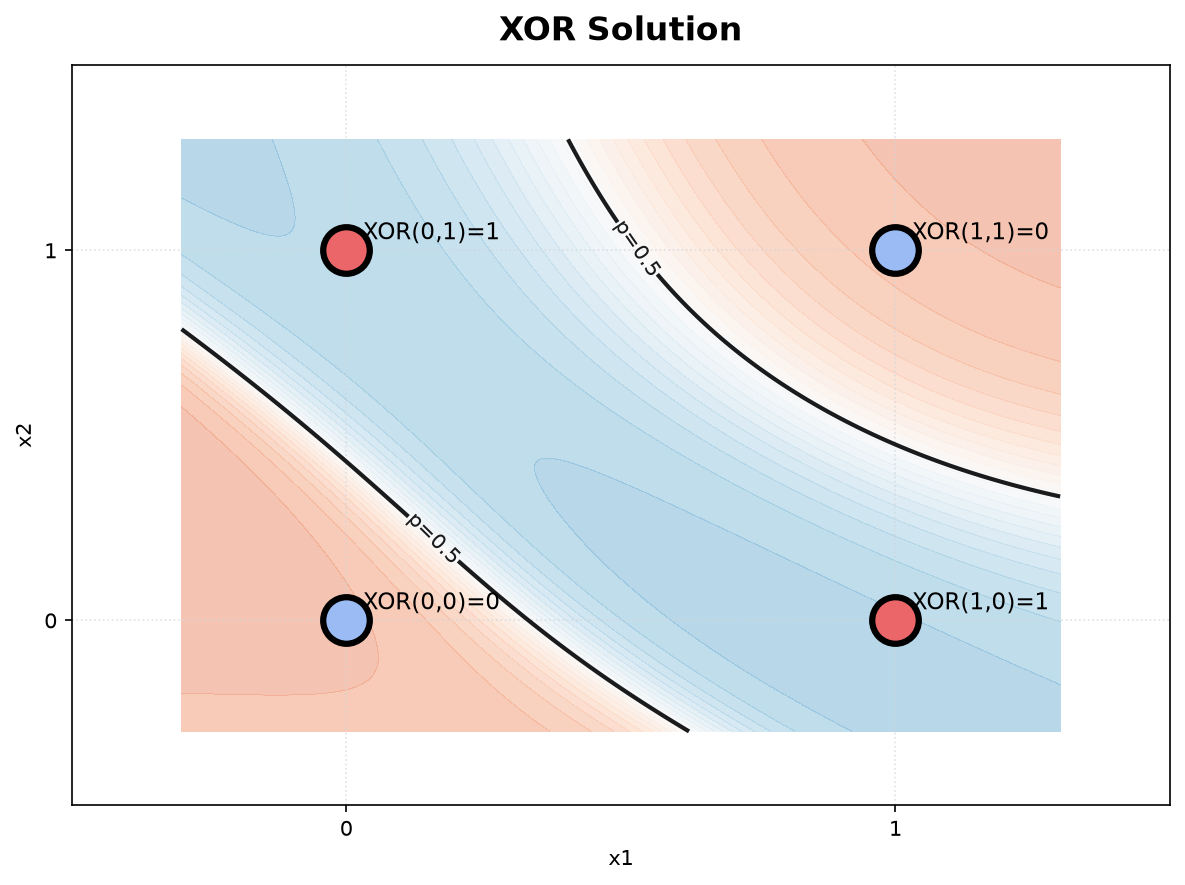 XOR Solution
XOR(0,1)=1
XOR(1,1)=0
p=0.5
1
x2
p=0.5
XOR(0,0)=0
XOR(1,0)=1
0
0
1
x1